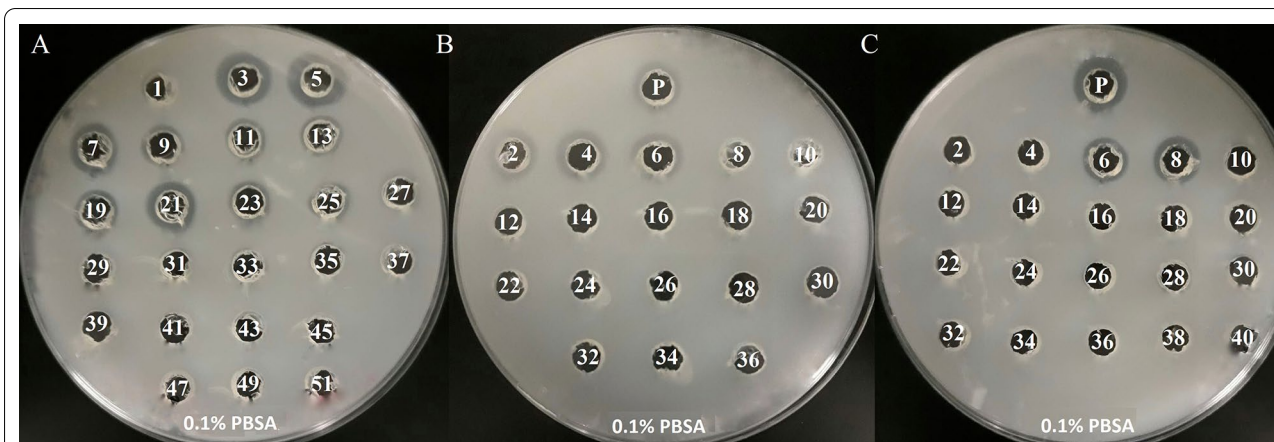 A
1 3 5
7 9 11 13
19 21 23 25 27
29 31 33 35 37
39 41 43 45
47 49 51
0.1% PBSA
B
P
2 4 6 8 10
12 14 16 18 20
22 24 26 28 30
32 34 36
0.1% PBSA
C
P
2 4 6 8 10
12 14 16 18 20
22 24 26 28 30
32 34 36 38 40
0.1% PBSA